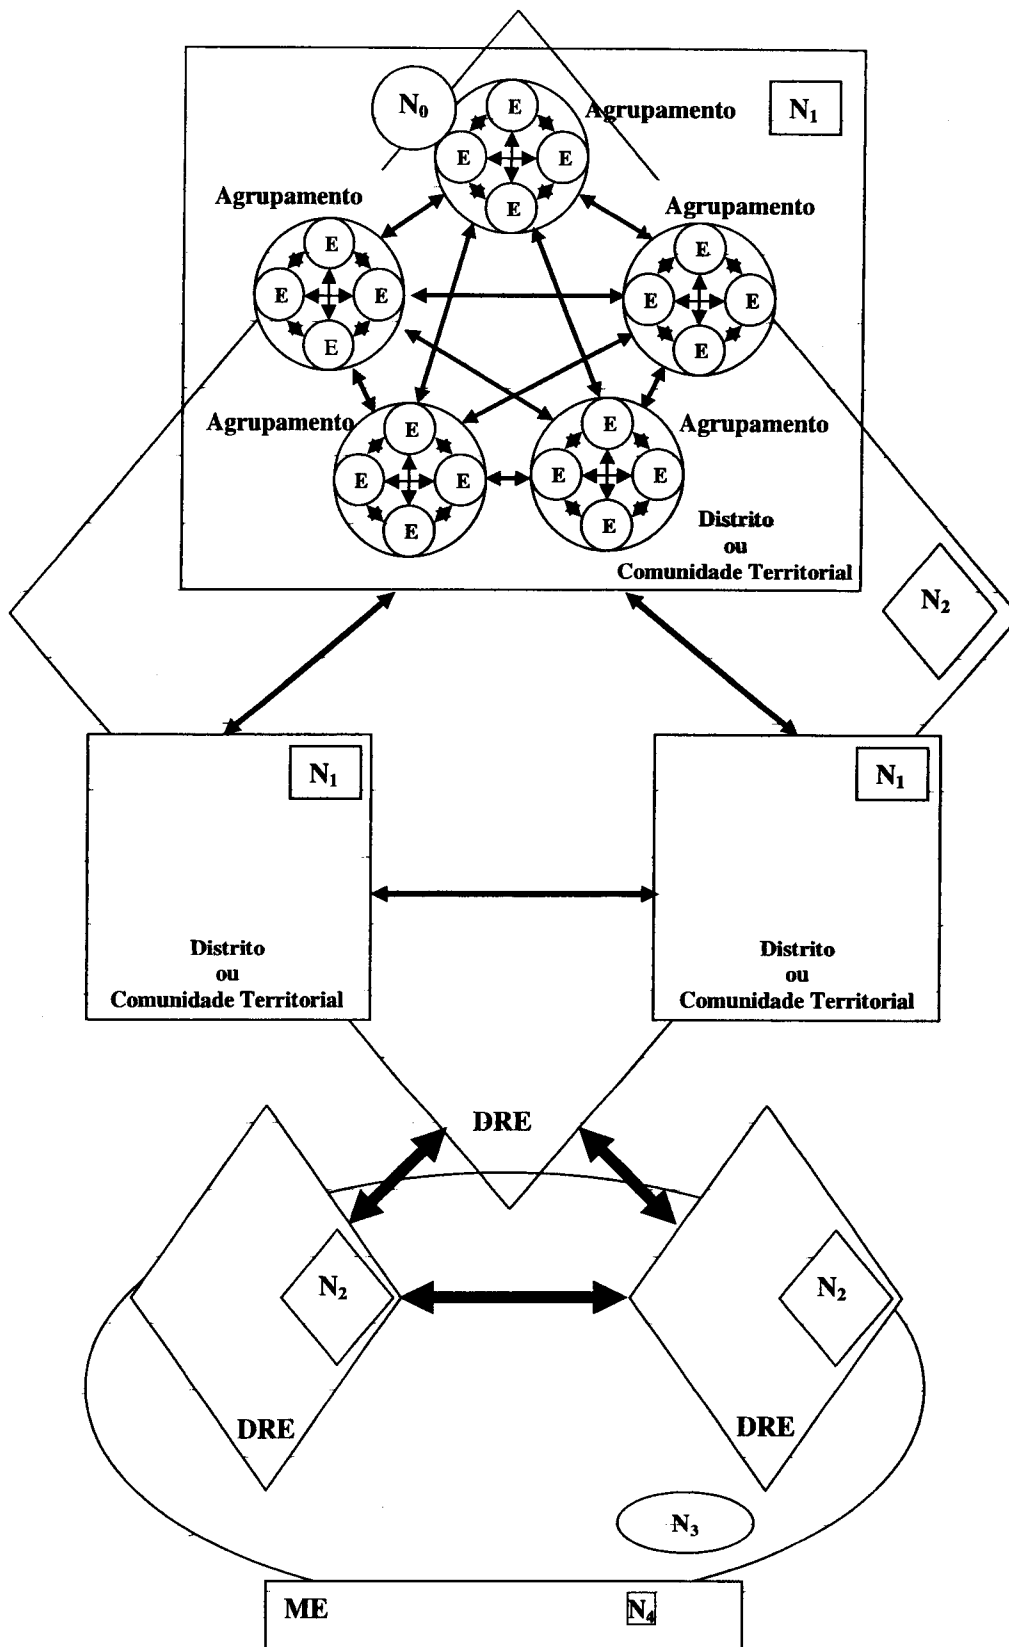 N₀
Agrupamento
N₁
E
E
E
E
Agrupamento
Agrupamento
E
E
E
E
E
E
E
E
Agrupamento
Agrupamento
E
E
E
E
E
E
E
E
Distrito
ou
Comunidade Territorial
N₂
N₁
N₁
Distrito
ou
Comunidade Territorial
Distrito
ou
Comunidade Territorial
DRE
N₂
N₂
DRE
DRE
N₃
ME
N₄